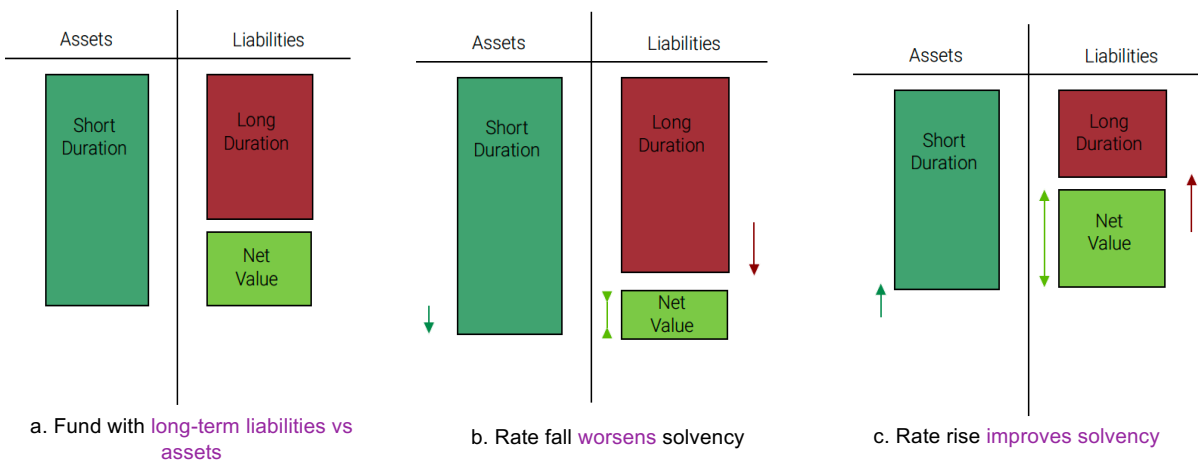 Assets
Liabilities
Short
Duration
Long
Duration
Net
Value
a. Fund with long-term liabilities vs
assets
Assets
Liabilities
Short
Duration
Long
Duration
Net
Value
b. Rate fall worsens solvency
Assets
Liabilities
Short
Duration
Long
Duration
Net
Value
c. Rate rise improves solvency